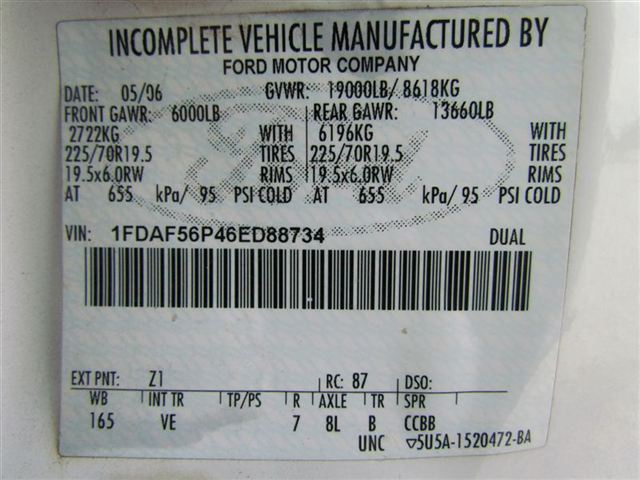 INCOMPLETE VEHICLE MANUFACTURED BY
FORD MOTOR COMPANY
DATE: 05/06 GVWR: 19000LB/ 8618KG
FRONT GAWR: 6000LB REAR GAWR: 13660LB
2722KG WITH 6196KG WITH
225/70R19.5 TIRES 225/70R19.5 TIRES
19.5x6.0RW RIMS 19.5x6.0RW RIMS
AT 655 kPa/ 95 PSI COLD AT 655 kPa/ 95 PSI COLD
VIN: 1FDAF56P46ED88734 DUAL
EXT PNT: Z1 RC: 87 DSO:
WB INT TR TP/PS R AXLE TR SPR
165 VE 7 8L B CCBB
UNC ▽5U5A-1520472-BA